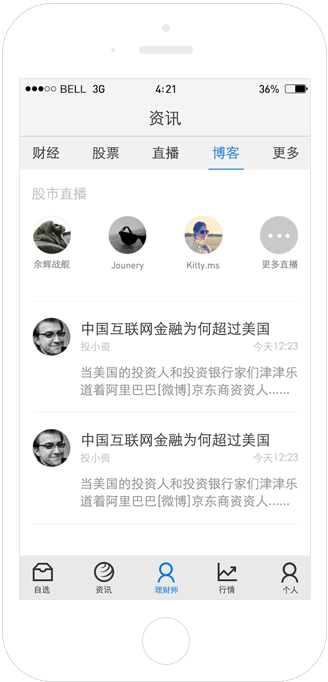 BELL 3G 4:21 36%
资讯
财经 股票 直播 博客 更多
股市直播
余辉战舰 Jounery Kitty.ms 更多直播
中国互联网金融为何超过美国
投小资 今天12:23
当美国的投资人和投资银行家们津津乐
道着阿里巴巴[微博]京东商资资人......
中国互联网金融为何超过美国
投小资 今天12:23
当美国的投资人和投资银行家们津津乐
道着阿里巴巴[微博]京东商资资人......
自选 资讯 理财师 行情 个人